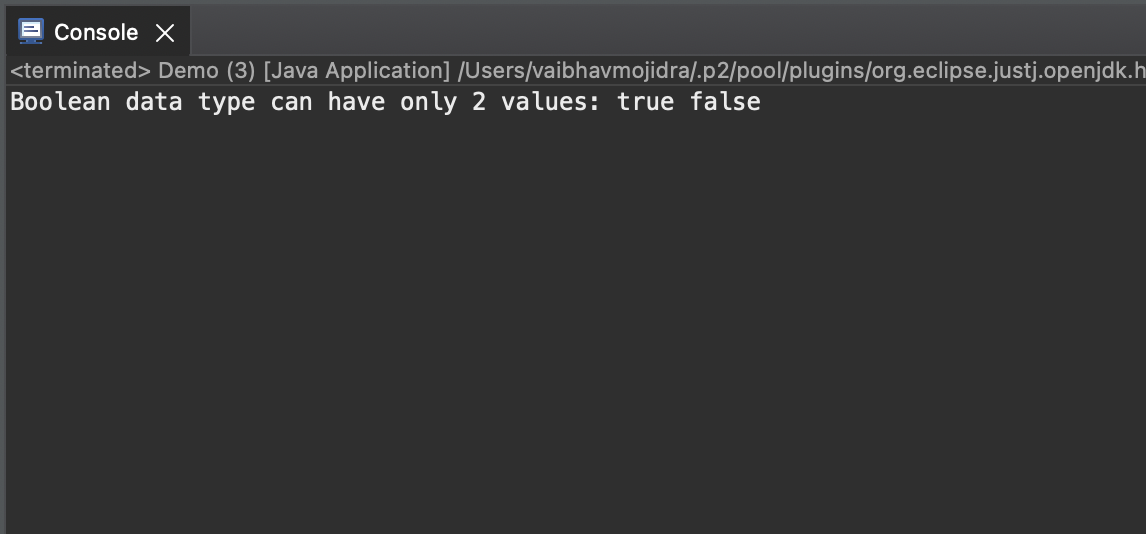 Console
<terminated> Demo (3) [Java Application] /Users/vaibhavmojidra/.p2/pool/plugins/org.eclipse.justj.openjdk.h
Boolean data type can have only 2 values: true false